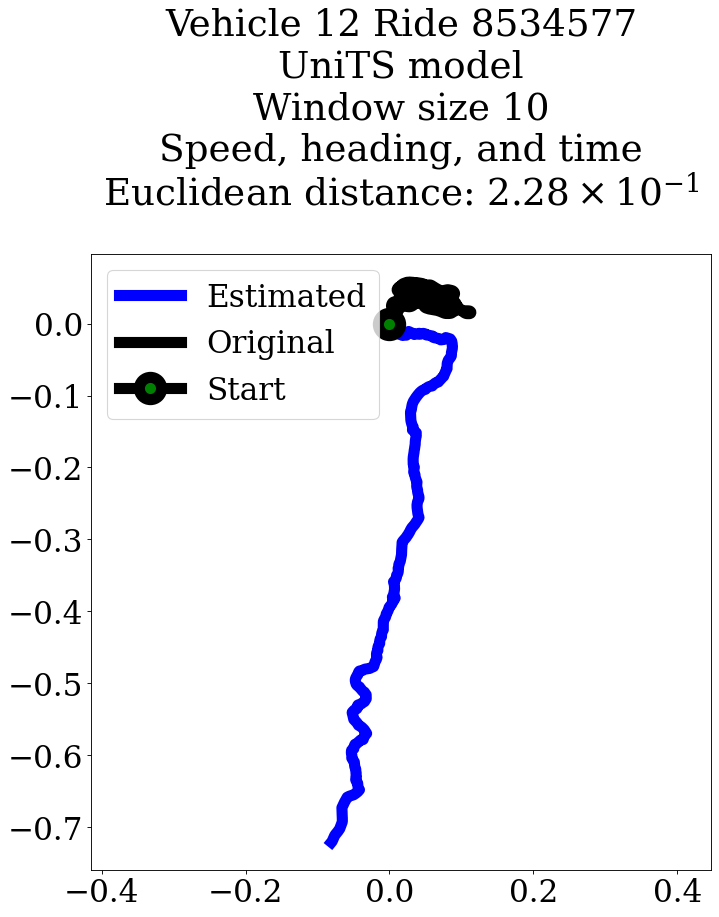 Vehicle 12 Ride 8534577
UniTS model
Window size 10
Speed, heading, and time
Euclidean distance: 2.28 × 10⁻¹
Estimated
Original
Start
0.0
−0.1
−0.2
−0.3
−0.4
−0.5
−0.6
−0.7
−0.4 −0.2 0.0 0.2 0.4